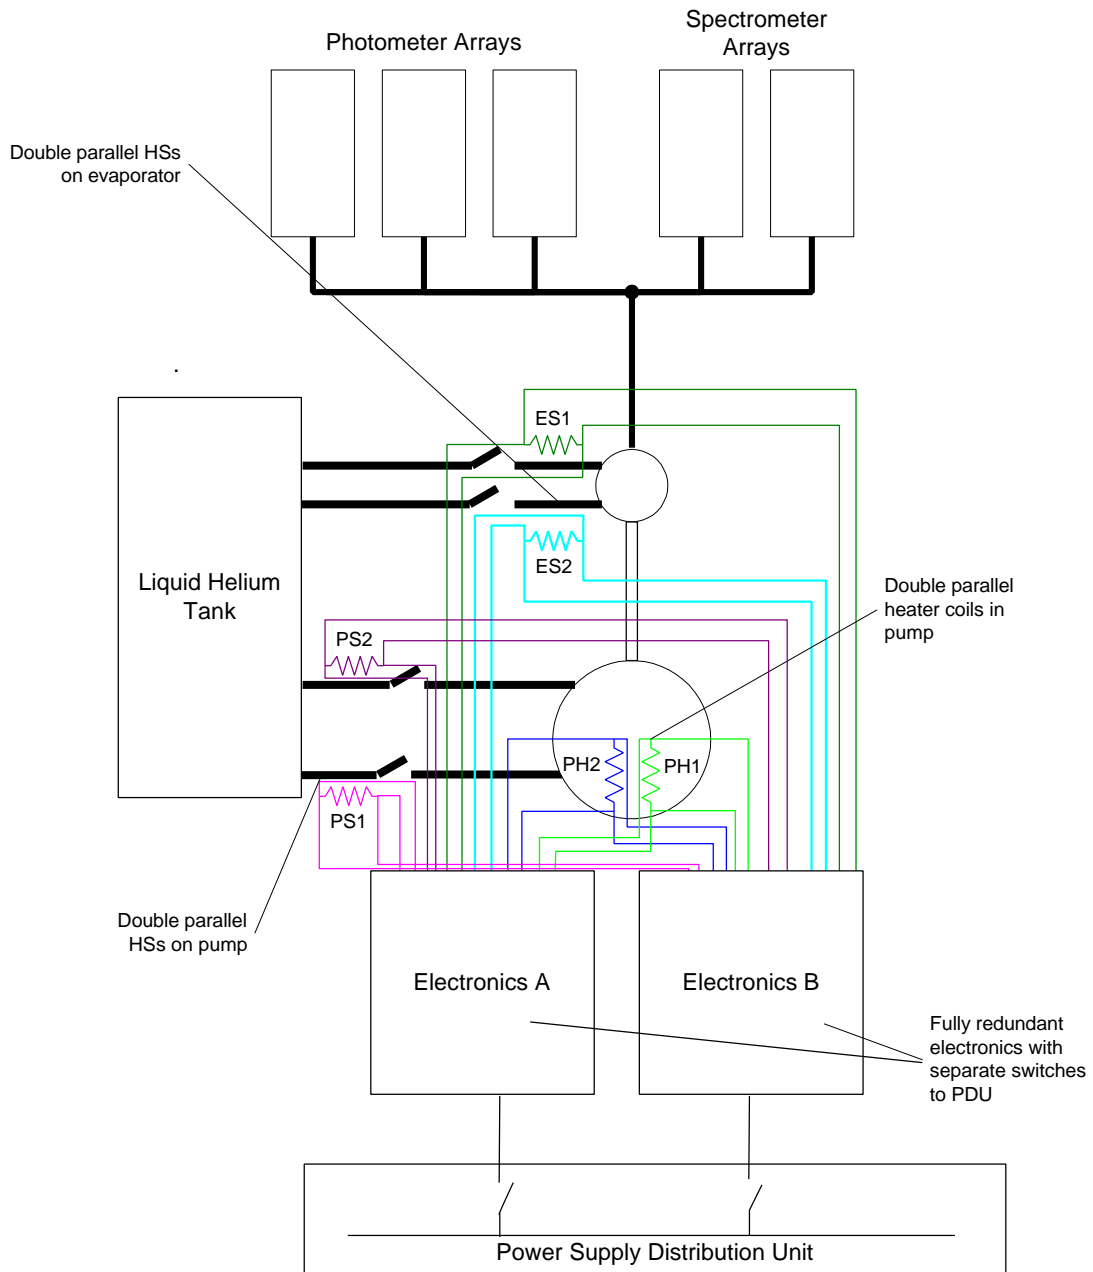 Spectrometer
Arrays
Photometer Arrays
Double parallel HSs
on evaporator
ES1
Liquid Helium
Tank
ES2
Double parallel
heater coils in
pump
PS2
PH2
PH1
PS1
Double parallel
HSs on pump
Electronics A
Electronics B
Fully redundant
electronics with
separate switches
to PDU
Power Supply Distribution Unit